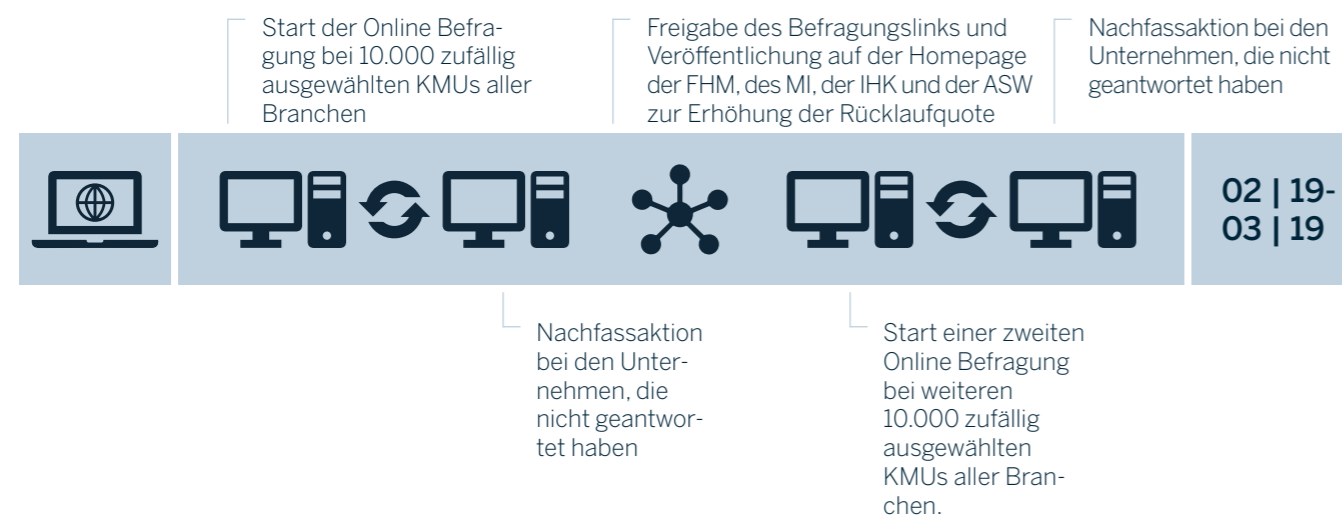 Start der Online Befra-
gung bei 10.000 zufällig
ausgewählten KMUs aller
Branchen
Freigabe des Befragungslinks und
Veröffentlichung auf der Homepage
der FHM, des MI, der IHK und der ASW
zur Erhöhung der Rücklaufquote
Nachfassaktion bei den
Unternehmen, die nicht
geantwortet haben
02 | 19-
03 | 19
Nachfassaktion
bei den Unter-
nehmen, die
nicht geantwor-
tet haben
Start einer zweiten
Online Befragung
bei weiteren
10.000 zufällig
ausgewählten
KMUs aller Bran-
chen.